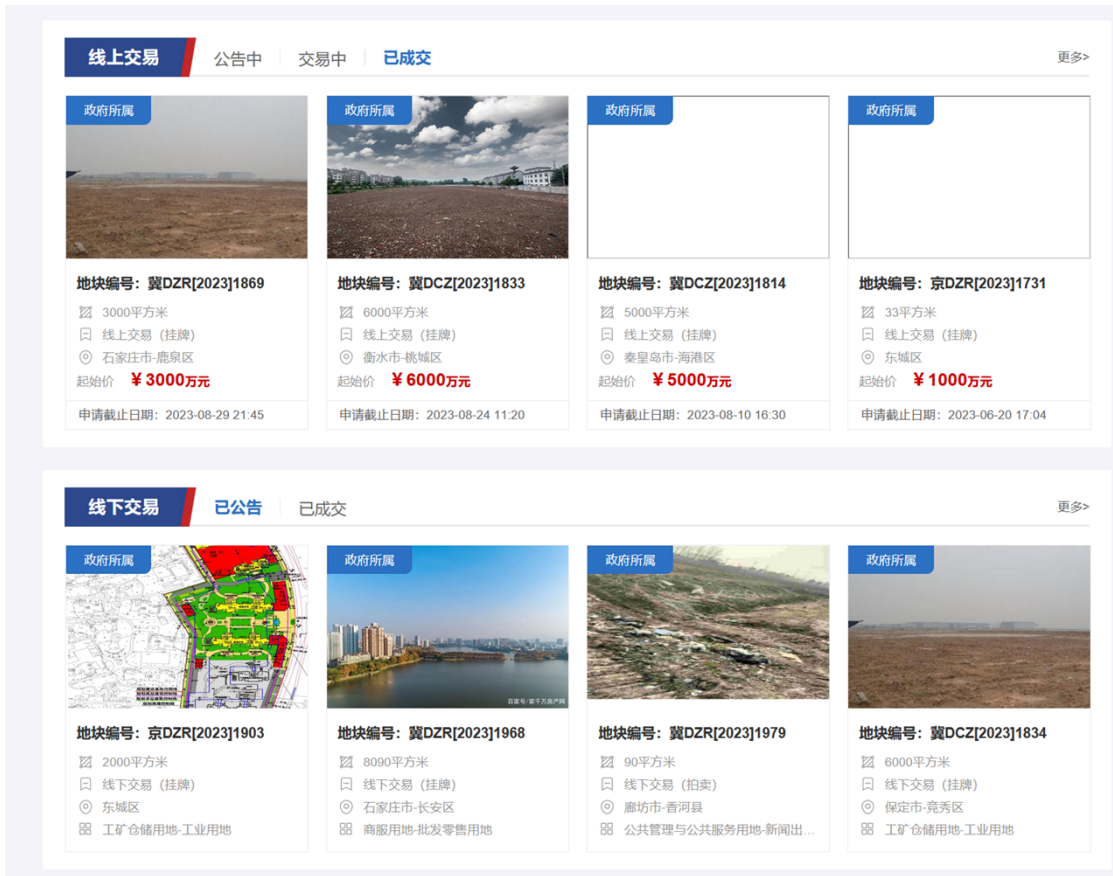 线上交易 公告中 交易中 已成交 更多>
政府所属 政府所属 政府所属 政府所属
地块编号：冀DZR[2023]1869
3000平方米
线上交易（挂牌）
石家庄市-鹿泉区
起始价 ￥3000万元
申请截止日期：2023-08-29 21:45
地块编号：冀DCZ[2023]1833
6000平方米
线上交易（挂牌）
衡水市-桃城区
起始价 ￥6000万元
申请截止日期：2023-08-24 11:20
地块编号：冀DCZ[2023]1814
5000平方米
线上交易（挂牌）
秦皇岛市-海港区
起始价 ￥5000万元
申请截止日期：2023-08-10 16:30
地块编号：京DZR[2023]1731
33平方米
线上交易（挂牌）
东城区
起始价 ￥1000万元
申请截止日期：2023-06-20 17:04
线下交易 已公告 已成交 更多>
政府所属 政府所属 政府所属 政府所属
地块编号：京DZR[2023]1903
2000平方米
线下交易（挂牌）
东城区
工矿仓储用地-工业用地
百家号/富千万房产网
地块编号：冀DZR[2023]1968
8090平方米
线下交易（挂牌）
石家庄市-长安区
商服用地-批发零售用地
地块编号：冀DZR[2023]1979
90平方米
线下交易（拍卖）
廊坊市-香河县
公共管理与公共服务用地-新闻出...
地块编号：冀DCZ[2023]1834
6000平方米
线下交易（挂牌）
保定市-竞秀区
工矿仓储用地-工业用地